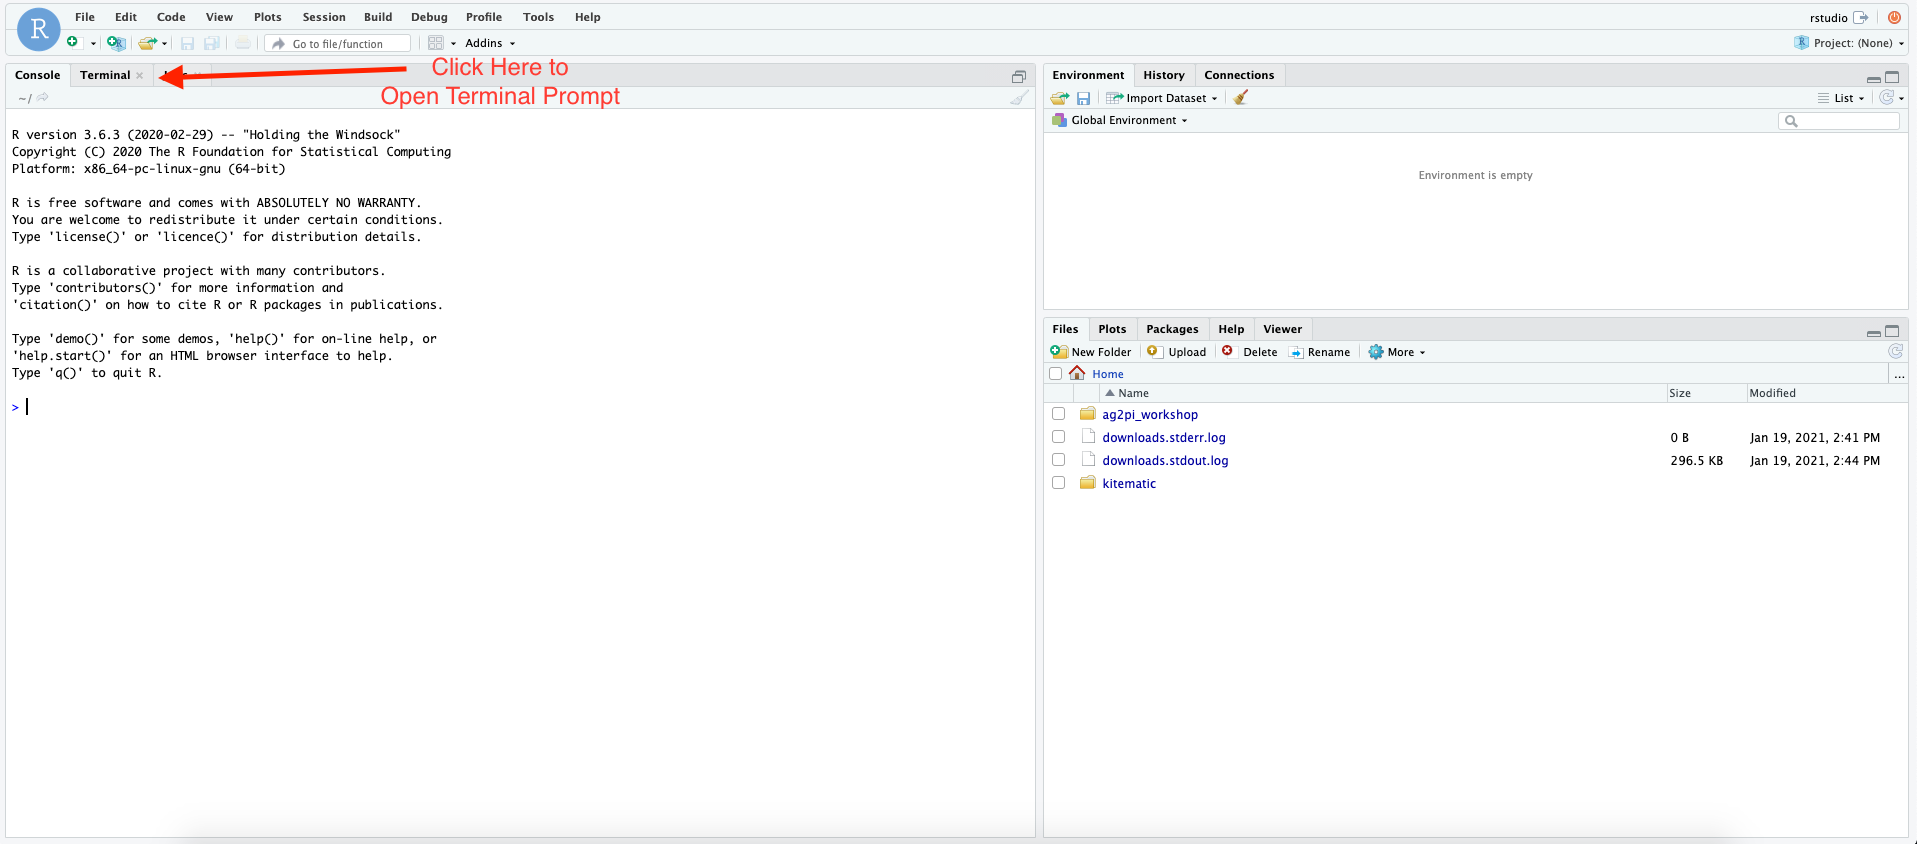 R
File Edit Code View Plots Session Build Debug Profile Tools Help
rstudio
R
Go to file/function
Addins
R Project: (None)
Console Terminal
Click Here to
Open Terminal Prompt
~/
R version 3.6.3 (2020-02-29) -- "Holding the Windsock"
Copyright (C) 2020 The R Foundation for Statistical Computing
Platform: x86_64-pc-linux-gnu (64-bit)
R is free software and comes with ABSOLUTELY NO WARRANTY.
You are welcome to redistribute it under certain conditions.
Type 'license()' or 'licence()' for distribution details.
R is a collaborative project with many contributors.
Type 'contributors()' for more information and
'citation()' on how to cite R or R packages in publications.
Type 'demo()' for some demos, 'help()' for on-line help, or
'help.start()' for an HTML browser interface to help.
Type 'q()' to quit R.
>
Environment History Connections
Import Dataset
List
Global Environment
Environment is empty
Files Plots Packages Help Viewer
New Folder Upload Delete Rename More
Home ...
Name Size Modified
ag2pi_workshop
downloads.stderr.log 0 B Jan 19, 2021, 2:41 PM
downloads.stdout.log 296.5 KB Jan 19, 2021, 2:44 PM
kitematic